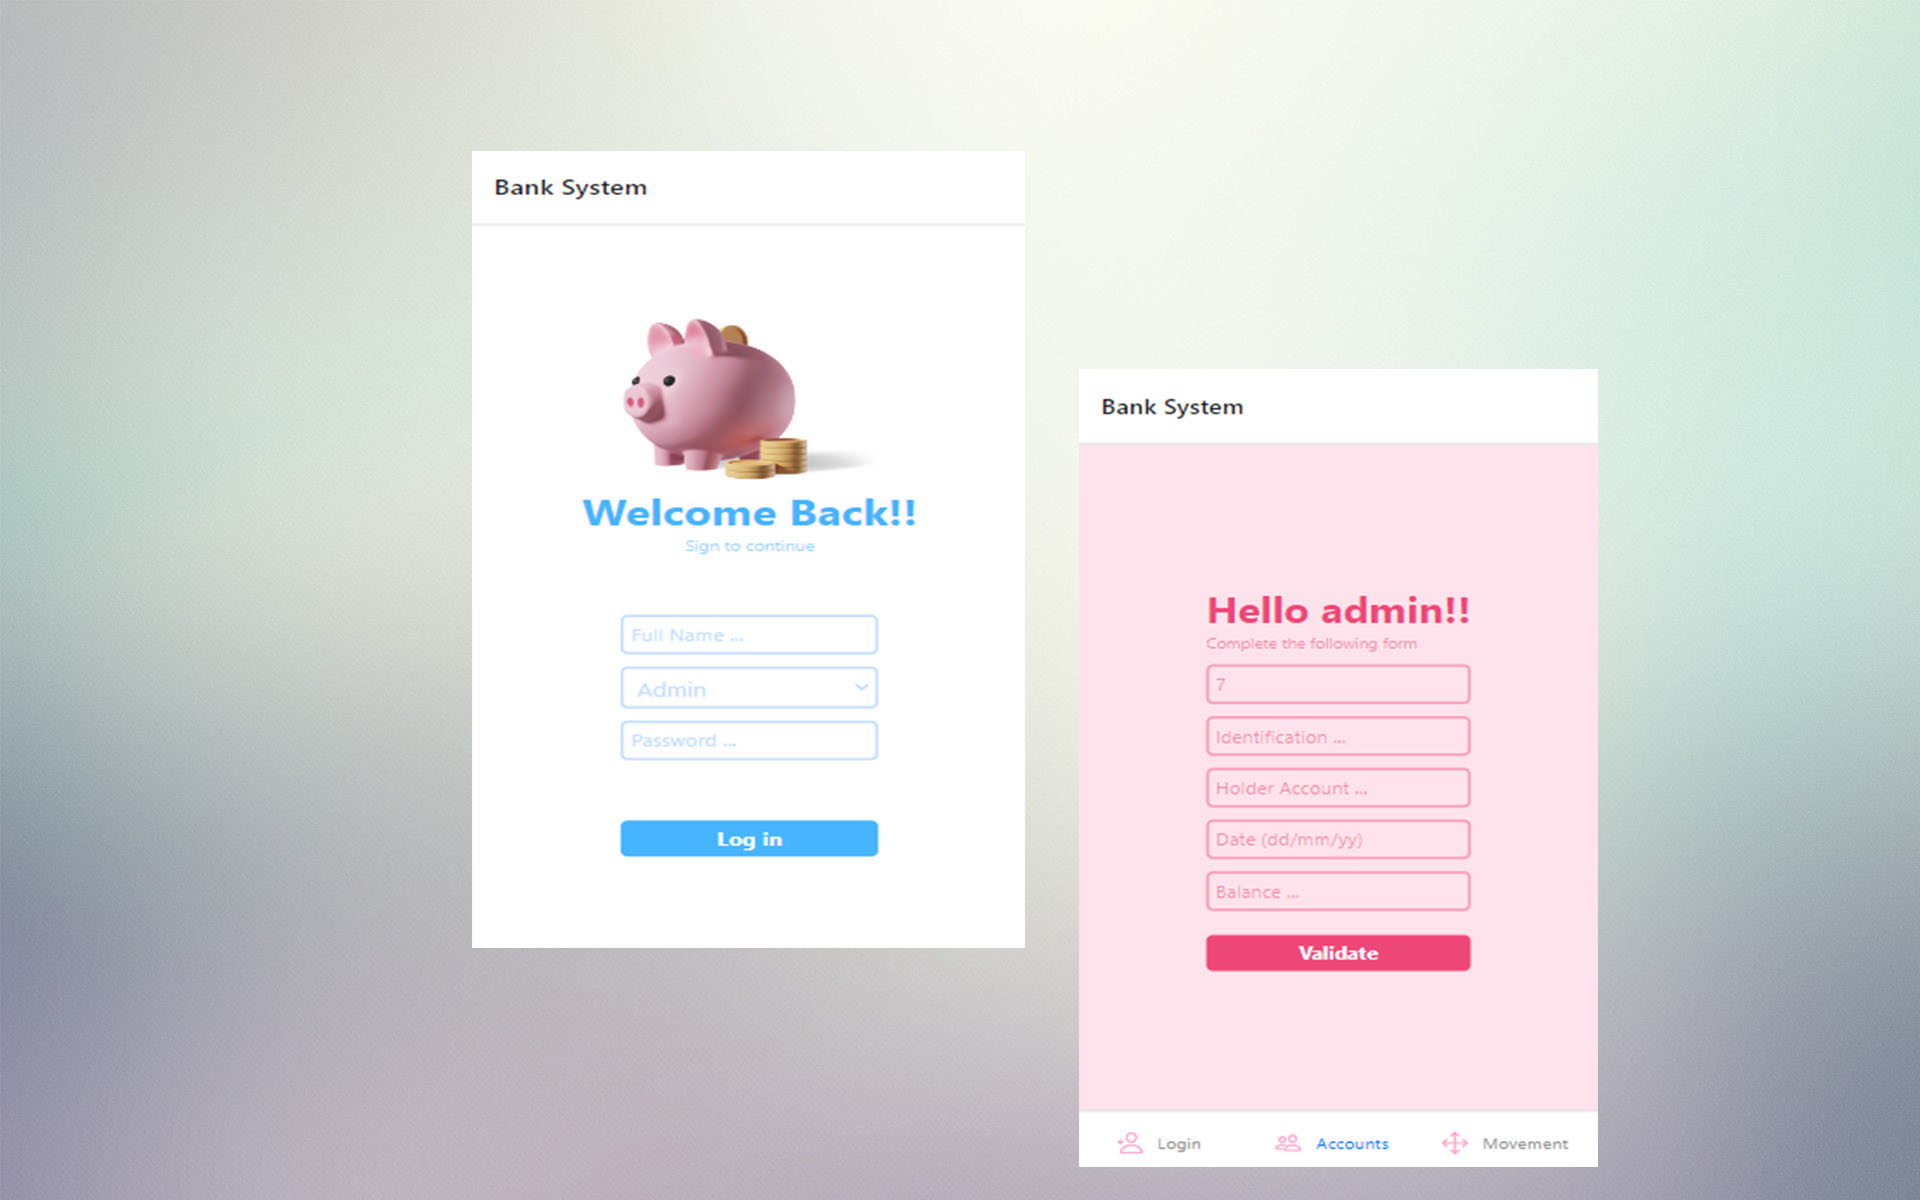 Bank System
Welcome Back!!
Sign to continue
Full Name ...
Admin
Password ...
Log in
Bank System
Hello admin!!
Complete the following form
7
Identification ...
Holder Account ...
Date (dd/mm/yy)
Balance ...
Validate
Login Accounts Movement